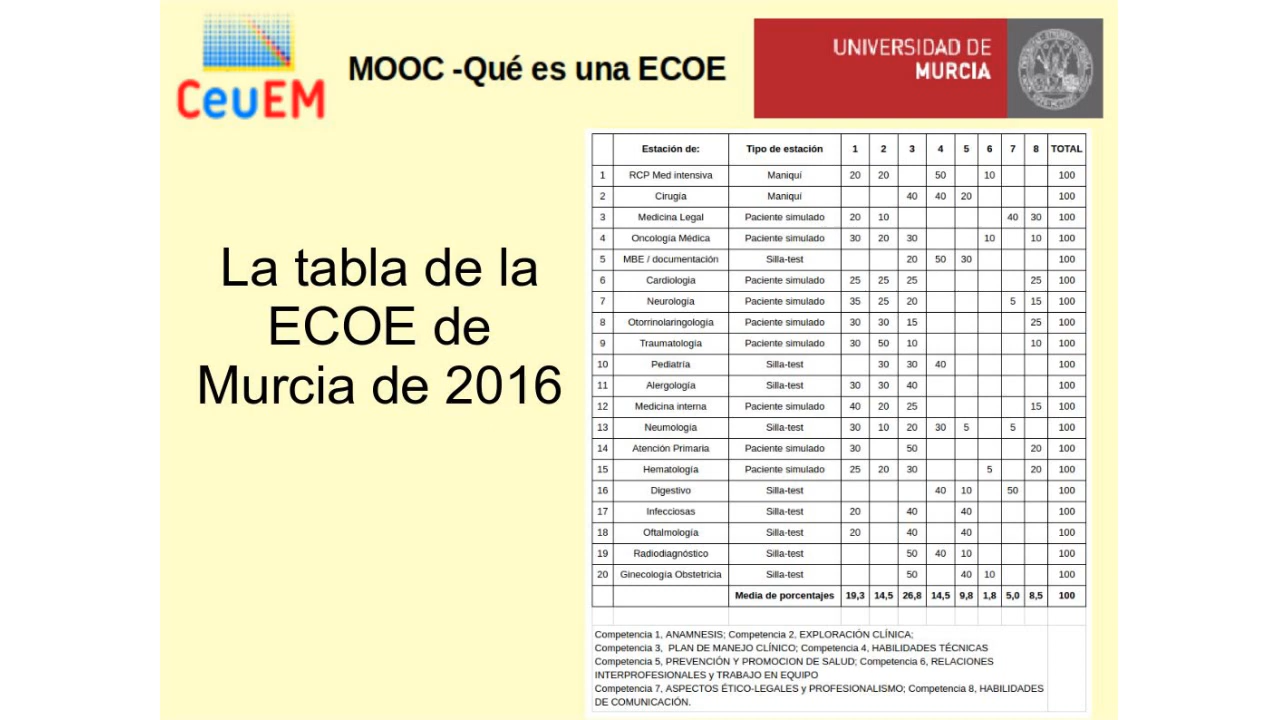 CeuEM
MOOC -Qué es una ECOE
UNIVERSIDAD DE
MURCIA
La tabla de la
ECOE de
Murcia de 2016
Estación de: Tipo de estación 1 2 3 4 5 6 7 8 TOTAL
1 RCP Med intensiva Maniquí 20 20 50 10 100
2 Cirugía Maniquí 40 40 20 100
3 Medicina Legal Paciente simulado 20 10 40 30 100
4 Oncología Médica Paciente simulado 30 20 30 10 10 100
5 MBE / documentación Silla-test 20 50 30 100
6 Cardiología Paciente simulado 25 25 25 25 100
7 Neurología Paciente simulado 35 25 20 5 15 100
8 Otorrinolaringología Paciente simulado 30 30 15 25 100
9 Traumatología Paciente simulado 30 50 10 10 100
10 Pediatría Silla-test 30 30 40 100
11 Alergología Silla-test 30 30 40 100
12 Medicina interna Paciente simulado 40 20 25 15 100
13 Neumología Silla-test 30 10 20 30 5 5 100
14 Atención Primaria Paciente simulado 30 50 20 100
15 Hematología Paciente simulado 25 20 30 5 20 100
16 Digestivo Silla-test 40 10 50 100
17 Infecciosas Silla-test 20 40 40 100
18 Oftalmología Silla-test 20 40 40 100
19 Radiodiagnóstico Silla-test 50 40 10 100
20 Ginecología Obstetricia Silla-test 50 40 10 100
Media de porcentajes 19,3 14,5 26,8 14,5 9,8 1,8 5,0 8,5 100
Competencia 1, ANAMNESIS; Competencia 2, EXPLORACIÓN CLÍNICA;
Competencia 3, PLAN DE MANEJO CLÍNICO; Competencia 4, HABILIDADES TÉCNICAS
Competencia 5, PREVENCIÓN Y PROMOCION DE SALUD; Competencia 6, RELACIONES
INTERPROFESIONALES y TRABAJO EN EQUIPO
Competencia 7, ASPECTOS ÉTICO-LEGALES y PROFESIONALISMO; Competencia 8, HABILIDADES
DE COMUNICACIÓN.